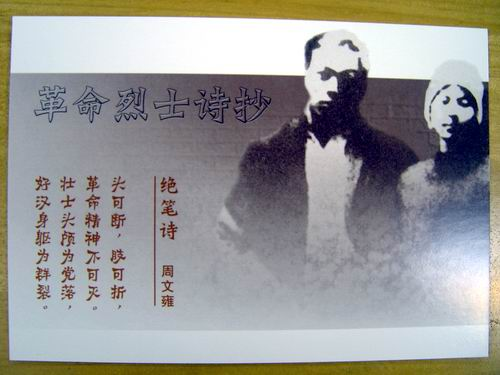 革命烈士诗抄
绝笔诗
周文雍
头可断，肢可折，
革命精神不可灭。
壮士头颅为党落，
好汉身躯为群裂。